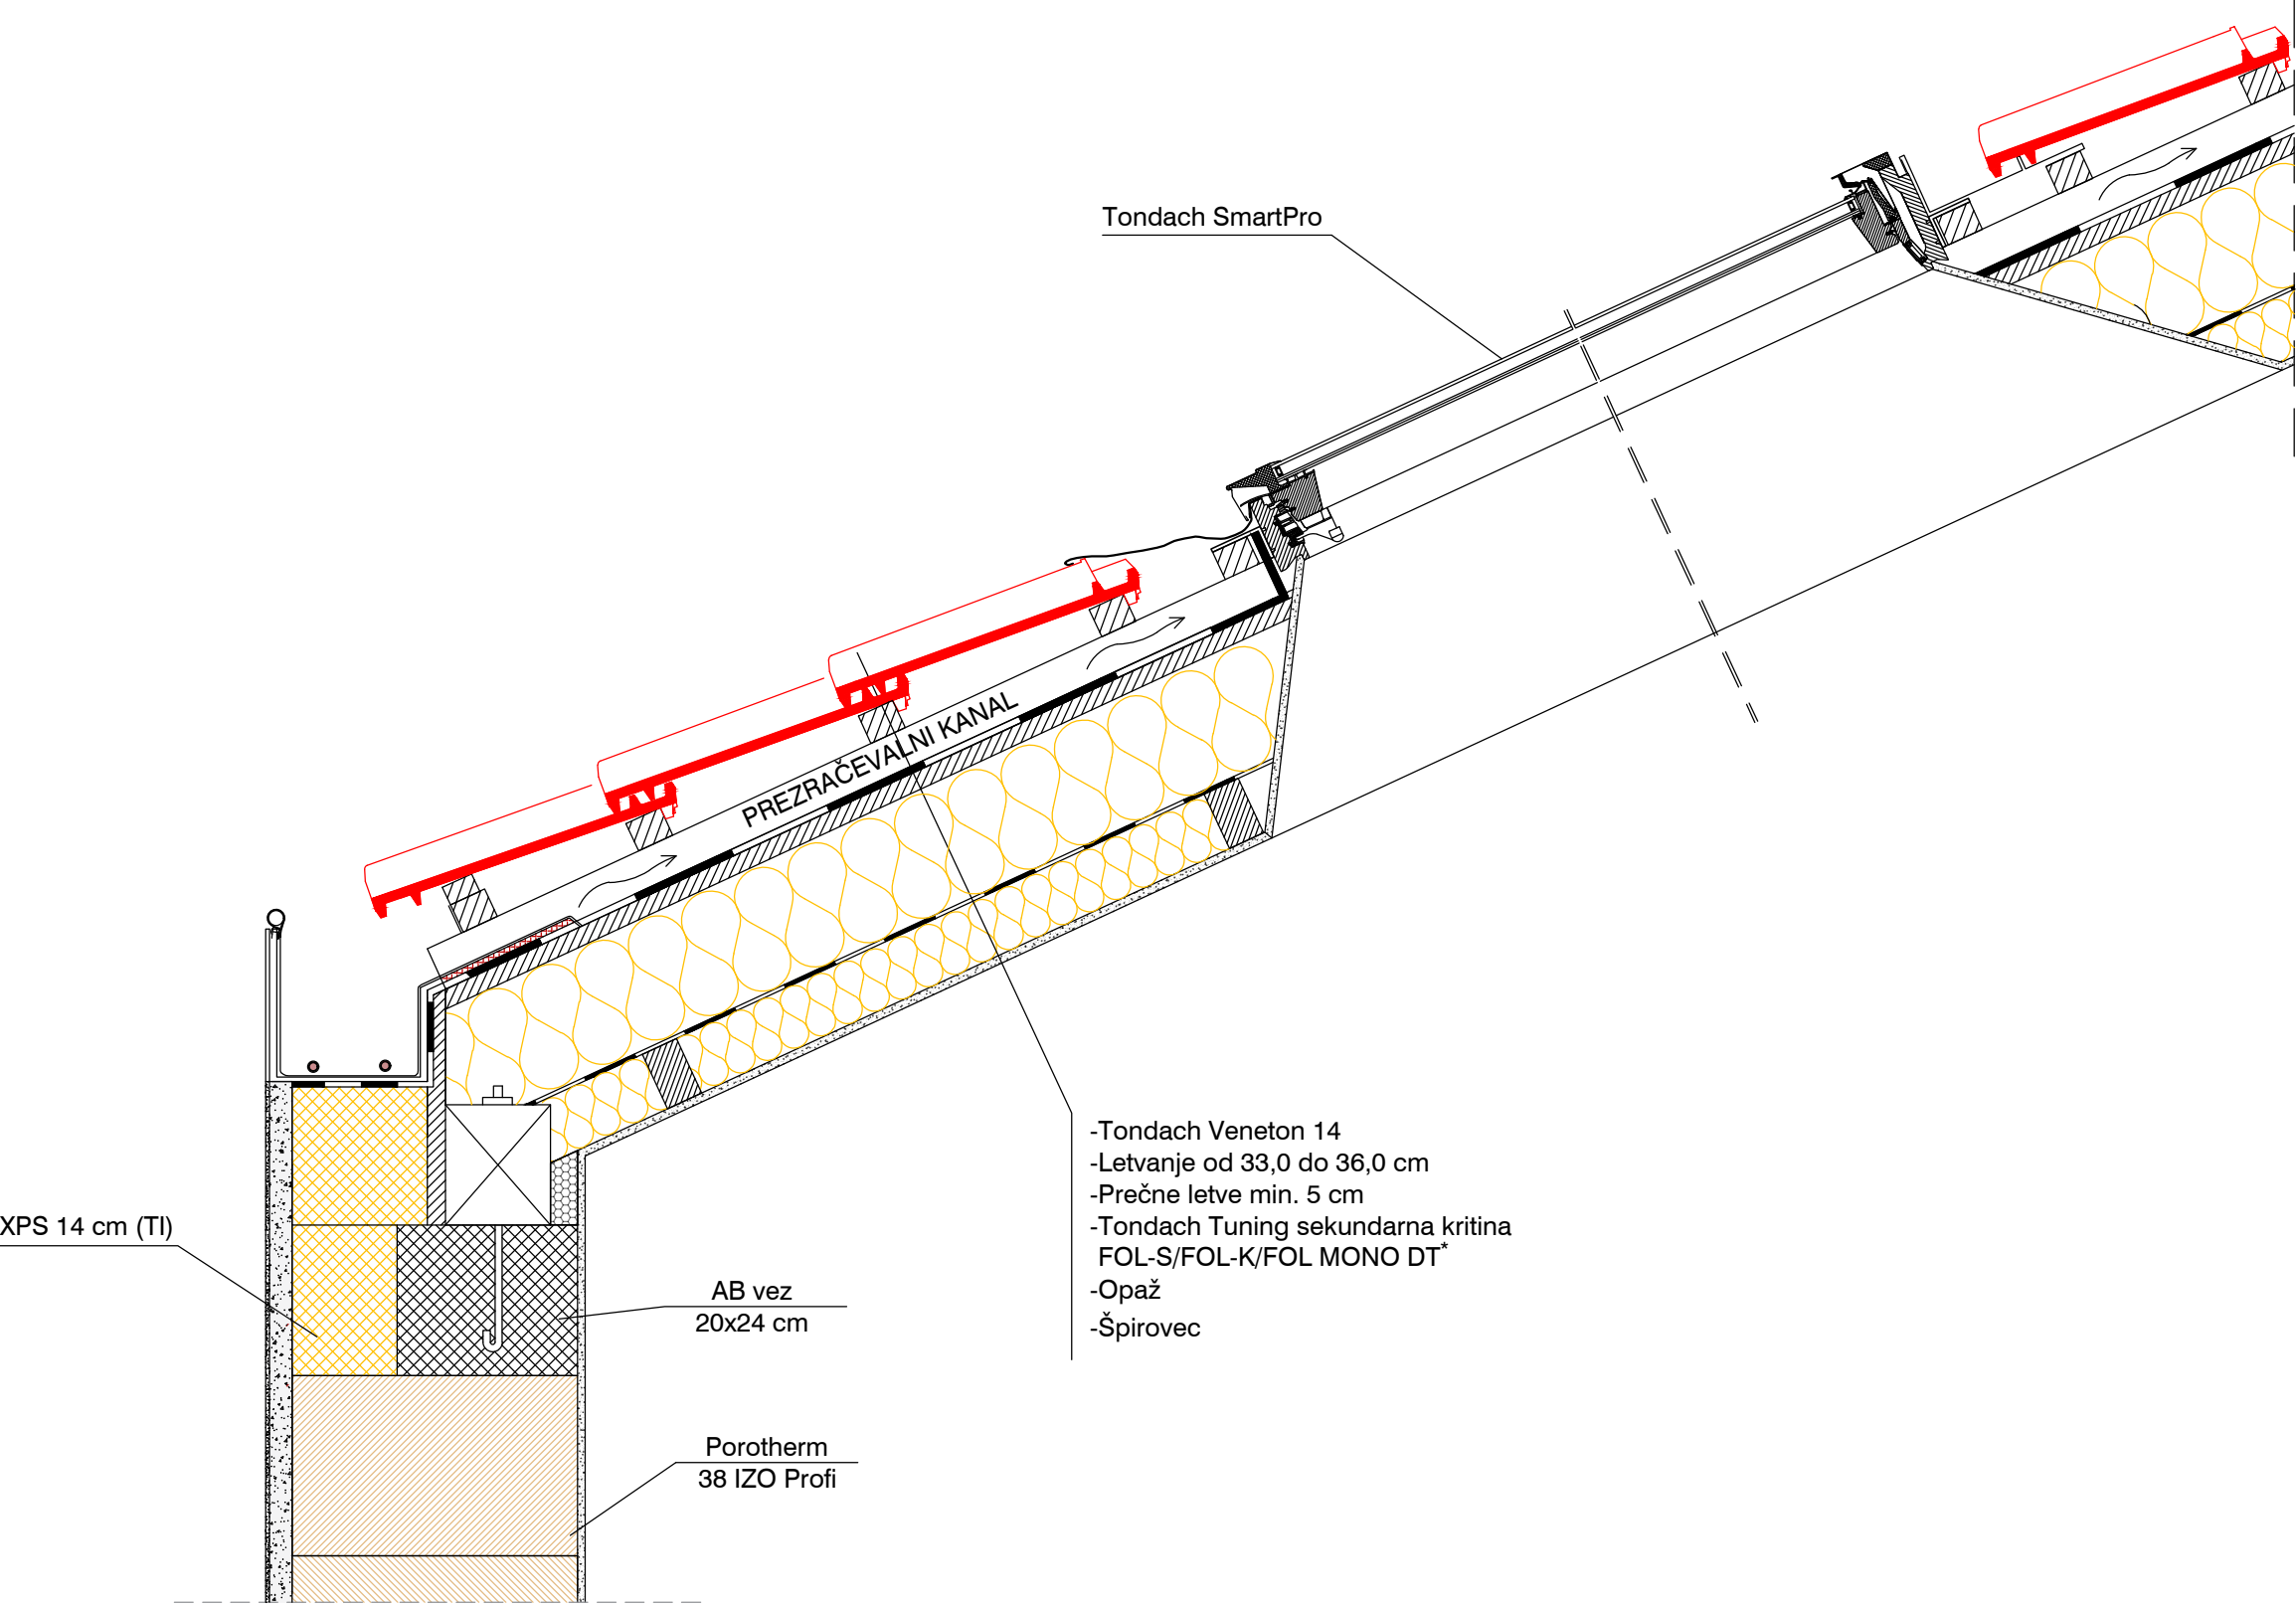 Tondach SmartPro
PREZRAČEVALNI KANAL
-Tondach Veneton 14
-Letvanje od 33,0 do 36,0 cm
-Prečne letve min. 5 cm
-Tondach Tuning sekundarna kritina
FOL-S/FOL-K/FOL MONO DT*
-Opaž
-Špirovec
XPS 14 cm (TI)
AB vez
20x24 cm
Porotherm
38 IZO Profi